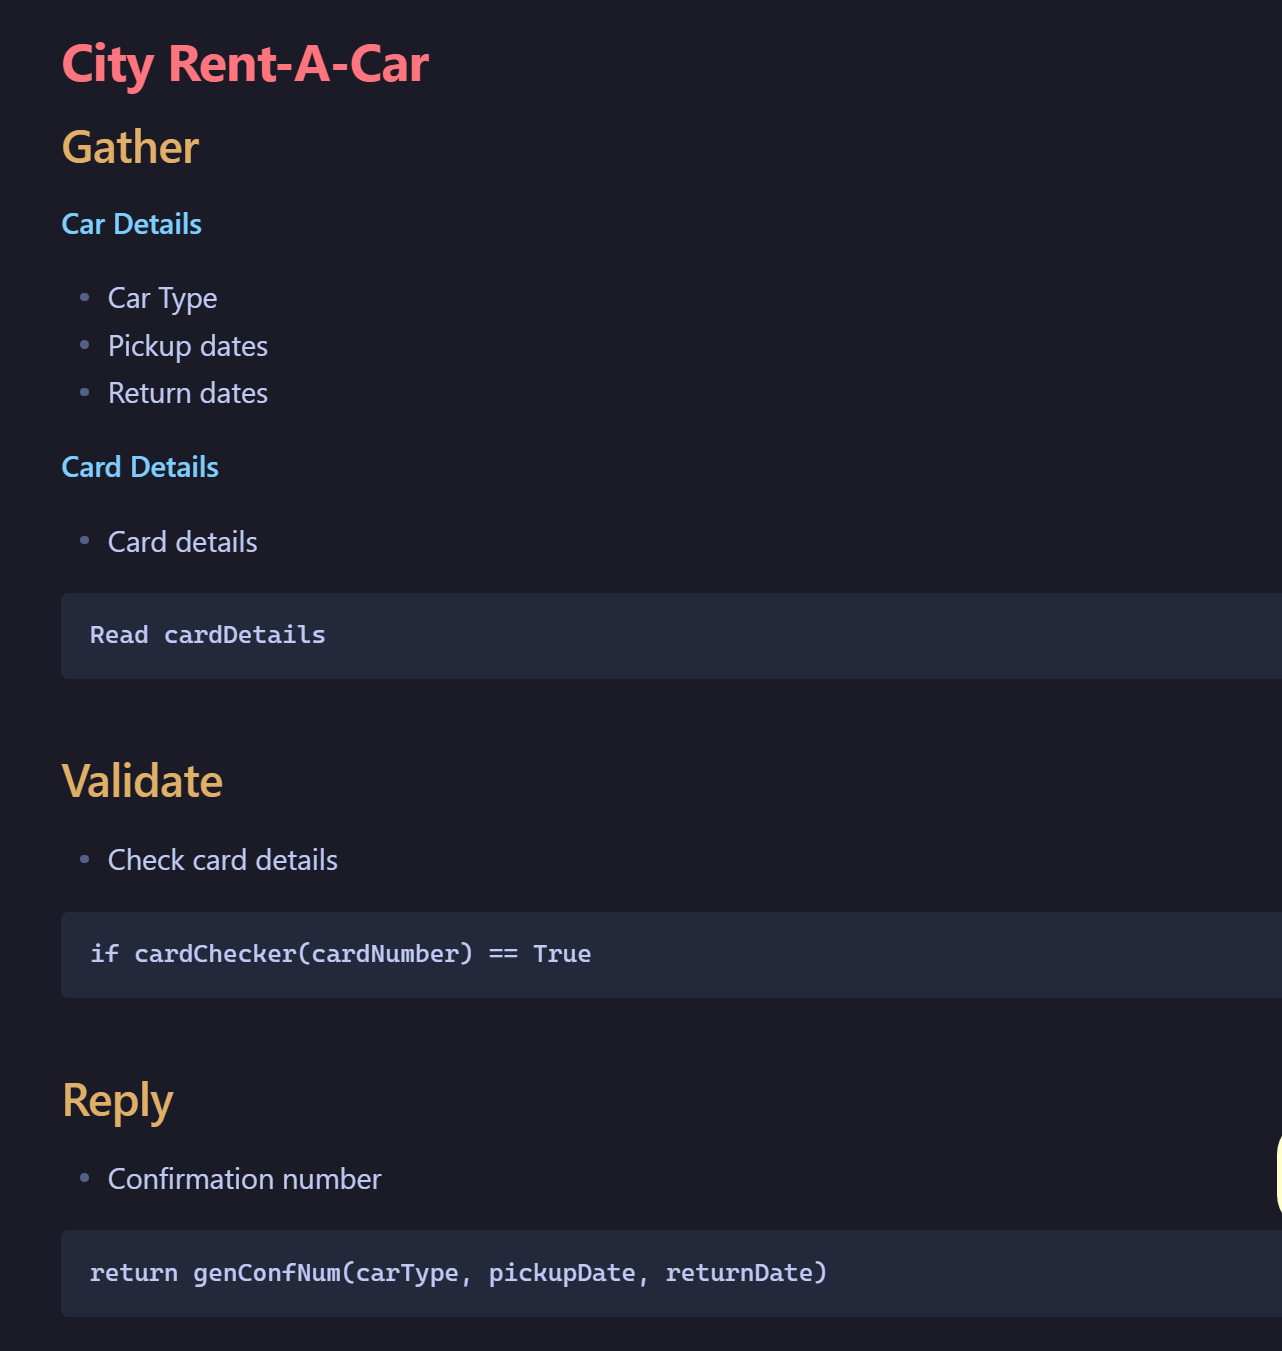 City Rent-A-Car
Gather
Car Details
Car Type
Pickup dates
Return dates
Card Details
Card details
Read cardDetails
Validate
Check card details
if cardChecker(cardNumber) == True
Reply
Confirmation number
return genConfNum(carType, pickupDate, returnDate)